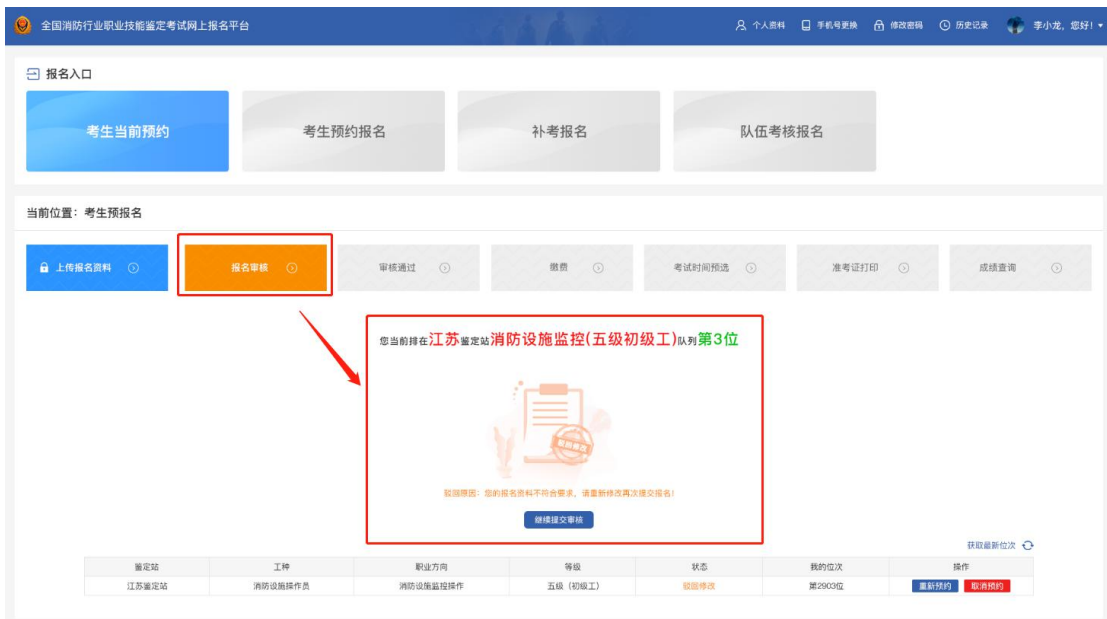 全国消防行业职业技能鉴定考试网上报名平台 个人资料 手机号更换 修改密码 历史记录 李小龙，您好！
报名入口
考生当前预约 考生预约报名 补考报名 队伍考核报名
当前位置：考生预报名
上传报名资料 报名审核 审核通过 缴费 考试时间预选 准考证打印 成绩查询
您当前排在江苏鉴定站消防设施监控(五级初级工)队列第3位
驳回修改
驳回原因：您的报名资料不符合要求，请重新修改再次提交报名！
继续提交审核
获取最新位次
鉴定站 工种 职业方向 等级 状态 我的位次 操作
江苏鉴定站 消防设施操作员 消防设施监控操作 五级（初级工） 驳回修改 第2903位 重新预约 取消预约